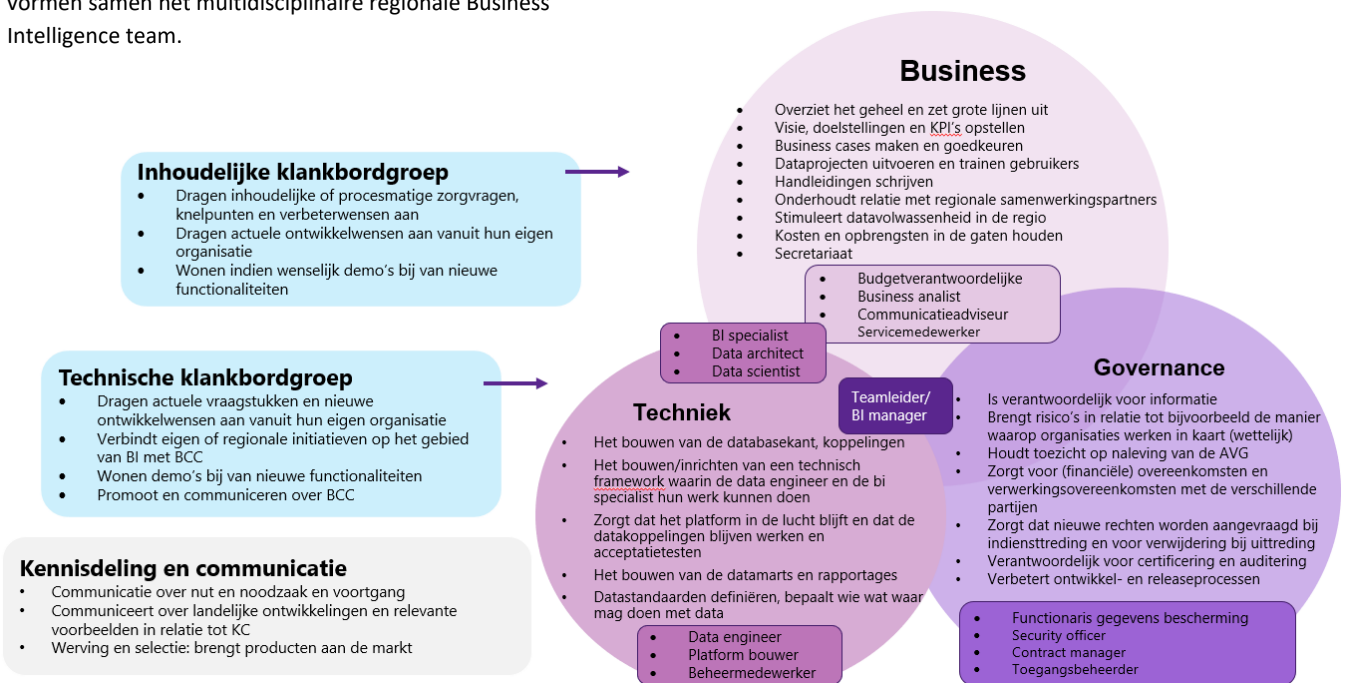 vormen samen het multidisciplinaire regionale Business
Intelligence team.
Business
• Overziet het geheel en zet grote lijnen uit
• Visie, doelstellingen en KPI's opstellen
• Business cases maken en goedkeuren
• Dataprojecten uitvoeren en trainen gebruikers
• Handleidingen schrijven
• Onderhoudt relatie met regionale samenwerkingspartners
• Stimuleert datavolwassenheid in de regio
• Kosten en opbrengsten in de gaten houden
• Secretariaat
• Budgetverantwoordelijke
• Business analist
• Communicatieadviseur
Servicemedewerker
Inhoudelijke klankbordgroep
• Dragen inhoudelijke of procesmatige zorgvragen,
knelpunten en verbeterwensen aan
• Dragen actuele ontwikkelwensen aan vanuit hun eigen
organisatie
• Wonen indien wenselijk demo's bij van nieuwe
functionaliteiten
• BI specialist
• Data architect
• Data scientist
Technische klankbordgroep
• Dragen actuele vraagstukken en nieuwe
ontwikkelwensen aan vanuit hun eigen organisatie
• Verbindt eigen of regionale initiatieven op het gebied
van BI met BCC
• Wonen demo's bij van nieuwe functionaliteiten
• Promoot en communiceren over BCC
Techniek
• Het bouwen van de databasekant, koppelingen
• Het bouwen/inrichten van een technisch
framework waarin de data engineer en de bi
specialist hun werk kunnen doen
• Zorgt dat het platform in de lucht blijft en dat de
datakoppelingen blijven werken en
acceptatietesten
• Het bouwen van de datamarts en rapportages
• Datastandaarden definiëren, bepaalt wie wat waar
mag doen met data
• Data engineer
• Platform bouwer
• Beheermedewerker
Teamleider/
BI manager
Governance
• Is verantwoordelijk voor informatie
• Brengt risico's in relatie tot bijvoorbeeld de manier
waarop organisaties werken in kaart (wettelijk)
• Houdt toezicht op naleving van de AVG
• Zorgt voor (financiële) overeenkomsten en
verwerkingsovereenkomsten met de verschillende
partijen
• Zorgt dat nieuwe rechten worden aangevraagd bij
indiensttreding en voor verwijdering bij uittreding
• Verantwoordelijk voor certificering en auditering
• Verbetert ontwikkel- en releaseprocessen
• Functionaris gegevens bescherming
• Security officer
• Contract manager
• Toegangsbeheerder
Kennisdeling en communicatie
• Communicatie over nut en noodzaak en voortgang
• Communiceert over landelijke ontwikkelingen en relevante
voorbeelden in relatie tot KC
• Werving en selectie: brengt producten aan de markt